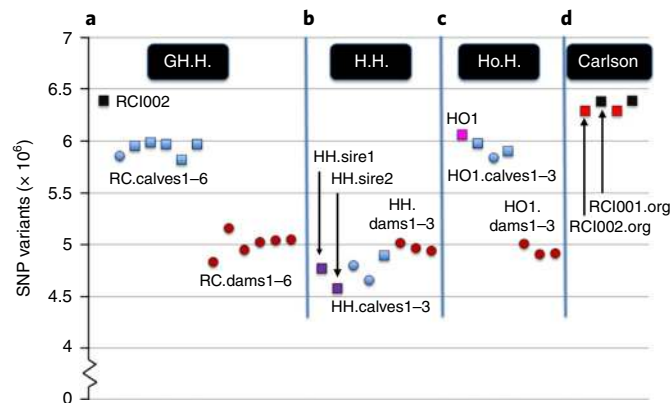 a
b
c
d
GH.H.
H.H.
Ho.H.
Carlson
SNP variants (× 10⁶)
7
6.5
6
5.5
5
4.5
4
0
RCI002
RC.calves1–6
RC.dams1–6
HH.sire1
HH.sire2
HH.
dams1–3
HH.calves1–3
HO1
HO1.calves1–3
HO1.
dams1–3
RCI001.org
RCI002.org